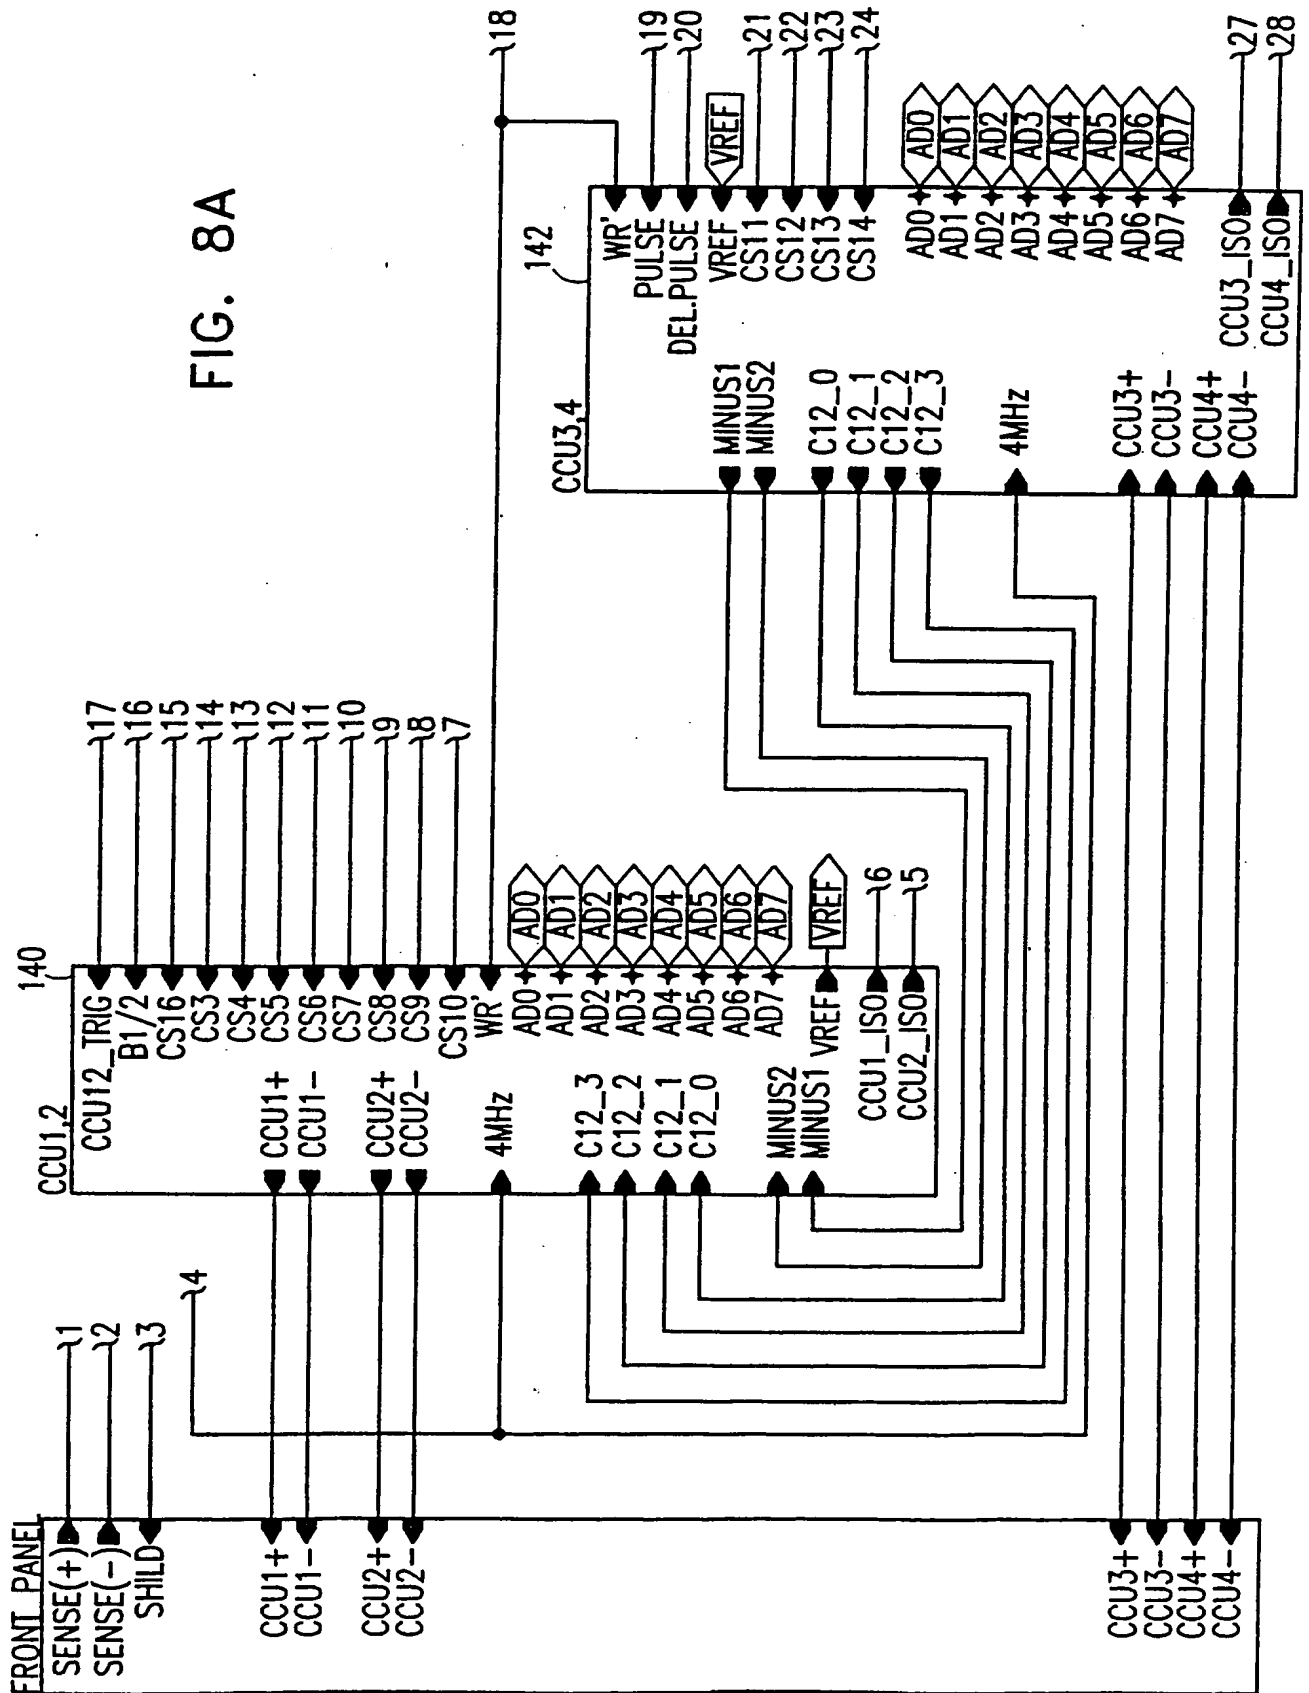 FIG. 8A
FRONT PANEL
SENSE(+)
SENSE(-)
SHILD
CCU1+
CCU1-
CCU2+
CCU2-
CCU3+
CCU3-
CCU4+
CCU4-
1
2
3
4
CCU1,2
140
CCU12_TRIG
B1/2
CS16
CS3
CS4
CS5
CS6
CS7
CS8
CS9
CS10
WR'
AD0
AD1
AD2
AD3
AD4
AD5
AD6
AD7
VREF
CCU1_ISO
CCU2_ISO
CCU1+
CCU1-
CCU2+
CCU2-
4MHz
C12_3
C12_2
C12_1
C12_0
MINUS2
MINUS1
17
16
15
14
13
12
11
10
9
8
7
AD0
AD1
AD2
AD3
AD4
AD5
AD6
AD7
VREF
6
5
CCU3,4
142
WR'
PULSE
DEL.PULSE
VREF
CS11
CS12
CS13
CS14
AD0
AD1
AD2
AD3
AD4
AD5
AD6
AD7
CCU3_ISO
CCU4_ISO
MINUS1
MINUS2
C12_0
C12_1
C12_2
C12_3
4MHz
CCU3+
CCU3-
CCU4+
CCU4-
18
19
20
VREF
21
22
23
24
AD0
AD1
AD2
AD3
AD4
AD5
AD6
AD7
27
28